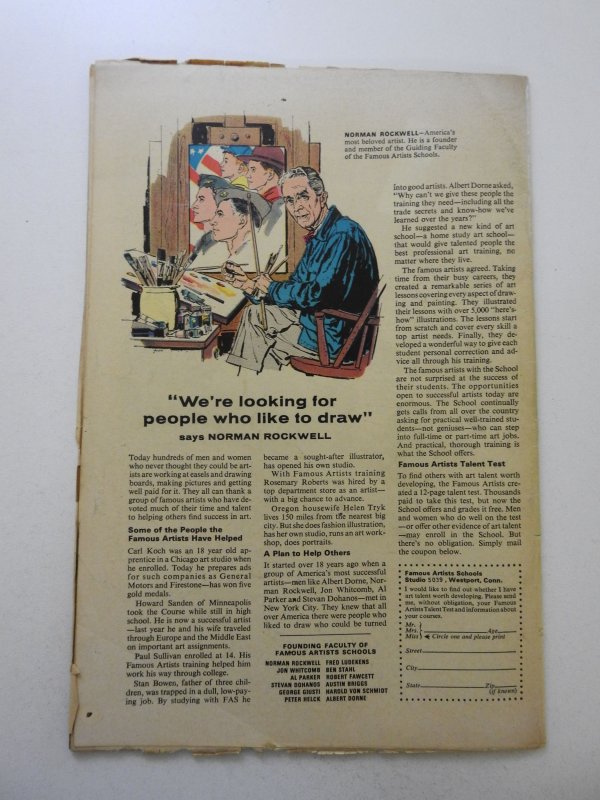 NORMAN ROCKWELL—America's
most beloved artist. He is a founder
and member of the Guiding Faculty
of the Famous Artists Schools.
"We're looking for
people who like to draw"
says NORMAN ROCKWELL
Today hundreds of men and women
who never thought they could be art-
ists are working at easels and drawing
boards, making pictures and getting
well paid for it. They all can thank a
group of famous artists who have de-
voted much of their time and talent
to helping others find success in art.
Some of the People the
Famous Artists Have Helped
Carl Koch was an 18 year old ap-
prentice in a Chicago art studio when
he enrolled. Today he prepares ads
for such companies as General
Motors and Firestone—has won five
gold medals.
Howard Sanden of Minneapolis
took the Course while still in high
school. He is now a successful artist
—last year he and his wife traveled
through Europe and the Middle East
on important art assignments.
Paul Sullivan enrolled at 14. His
Famous Artists training helped him
work his way through college.
Stan Bowen, father of three chil-
dren, was trapped in a dull, low-pay-
ing job. By studying with FAS he
became a sought-after illustrator,
has opened his own studio.
With Famous Artists training
Rosemary Roberts was hired by a
top department store as an artist—
with a big chance to advance.
Oregon housewife Helen Tryk
lives 150 miles from the nearest big
city. But she does fashion illustration,
has her own studio, runs an art work-
shop, does portraits.
A Plan to Help Others
It started over 18 years ago when a
group of America's most successful
artists—men like Albert Dorne, Nor-
man Rockwell, Jon Whitcomb, Al
Parker and Stevan Dohanos—met in
New York City. They knew that all
over America there were people who
liked to draw who could be turned
FOUNDING FACULTY OF
FAMOUS ARTISTS SCHOOLS
NORMAN ROCKWELL FRED LUDEKENS
JON WHITCOMB BEN STAHL
AL PARKER ROBERT FAWCETT
STEVAN DOHANOS AUSTIN BRIGGS
GEORGE GIUSTI HAROLD VON SCHMIDT
PETER HELCK ALBERT DORNE
into good artists. Albert Dorne asked,
"Why can't we give these people the
training they need—including all the
trade secrets and know-how we've
learned over the years?"
He suggested a new kind of art
school—a home study art school—
that would give talented people the
best professional art training, no
matter where they live.
The famous artists agreed. Taking
time from their busy careers, they
created a remarkable series of art
lessons covering every aspect of draw-
ing and painting. They illustrated
their lessons with over 5,000 "here's-
how" illustrations. The lessons start
from scratch and cover every skill a
top artist needs. Finally, they de-
veloped a wonderful way to give each
student personal correction and ad-
vice all through his training.
The famous artists with the School
are not surprised at the success of
their students. The opportunities
open to successful artists today are
enormous. The School continually
gets calls from all over the country
asking for practical well-trained stu-
dents—not geniuses—who can step
into full-time or part-time art jobs.
And practical, thorough training is
what the School offers.
Famous Artists Talent Test
To find others with art talent worth
developing, the Famous Artists cre-
ated a 12-page talent test. Thousands
paid to take this test, but now the
School offers and grades it free. Men
and women who do well on the test
—or offer other evidence of art talent
—may enroll in the School. But
there's no obligation. Simply mail
the coupon below.
Famous Artists Schools
Studio 5039, Westport, Conn.
I would like to find out whether I have
art talent worth developing. Please send
me, without obligation, your Famous
Artists Talent Test and information about
your courses.
Mr.
Mrs. Age
Miss Circle one and please print
Street
City
State Zip
(if known)